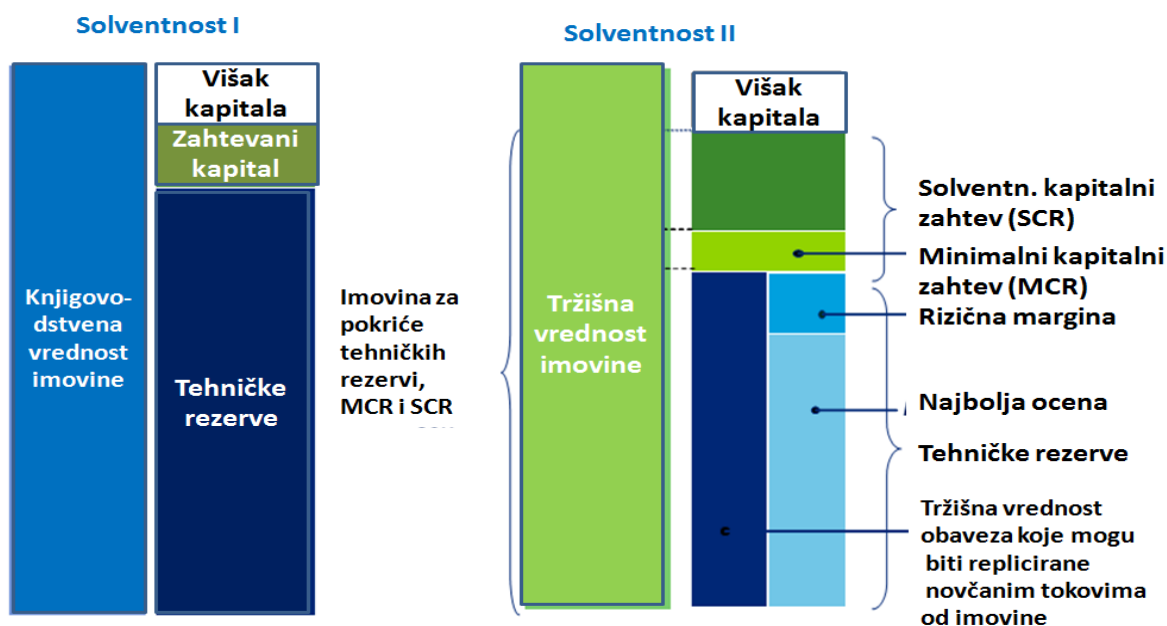 Solventnost I
Solventnost II
Višak
kapitala
Zahtevani
kapital
Knjigovo-
dstvena
vrednost
imovine
Tehničke
rezerve
Imovina za
pokriće
tehničkih
rezervi,
MCR i SCR
Tržišna
vrednost
imovine
Višak
kapitala
Solventn. kapitalni
zahtev (SCR)
Minimalni kapitalni
zahtev (MCR)
Rizična margina
Najbolja ocena
Tehničke rezerve
Tržišna vrednost
obaveza koje mogu
biti replicirane
novčanim tokovima
od imovine